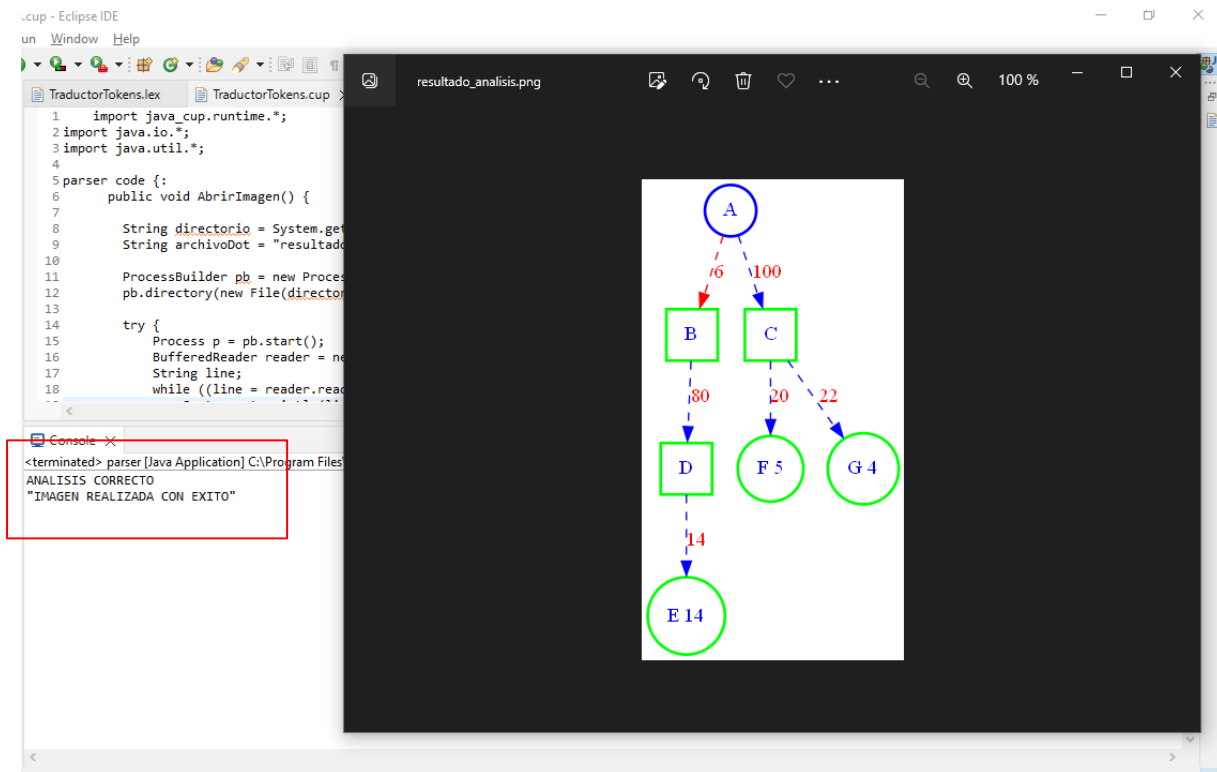 .cup - Eclipse IDE
un Window Help
TraductorTokens.lex
TraductorTokens.cup
1 import java_cup.runtime.*;
2 import java.io.*;
3 import java.util.*;
4
5 parser code {:
6 public void AbrirImagen() {
7
8 String directorio = System.get
9 String archivoDot = "resultado
10
11 ProcessBuilder pb = new Proces
12 pb.directory(new File(director
13
14 try {
15 Process p = pb.start();
16 BufferedReader reader = ne
17 String line;
18 while ((line = reader.read
Console
<terminated> parser [Java Application] C:\Program Files\
ANALISIS CORRECTO
"IMAGEN REALIZADA CON EXITO"
resultado_analisis.png
100 %
A
6 100
B C
80 20 22
D F 5 G 4
14
E 14